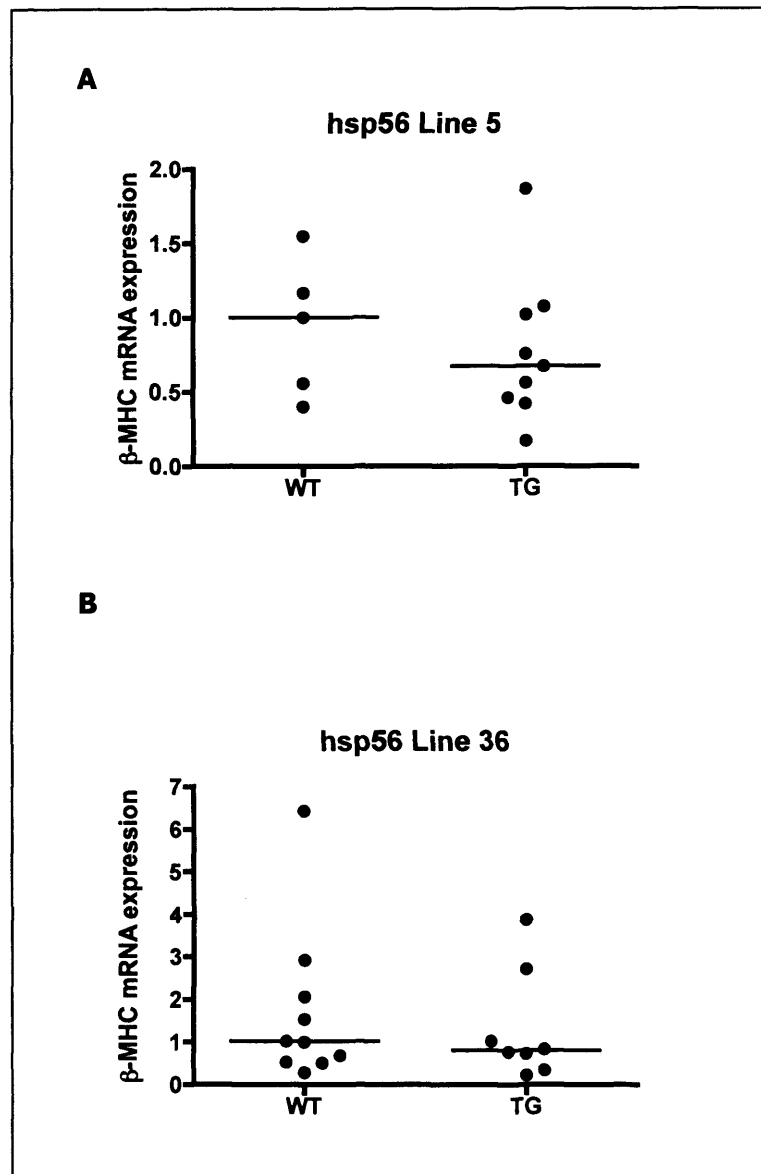 A
hsp56 Line 5
β-MHC mRNA expression
2.0
1.5
1.0
0.5
0.0
WT
TG
B
hsp56 Line 36
β-MHC mRNA expression
7
6
5
4
3
2
1
0
WT
TG